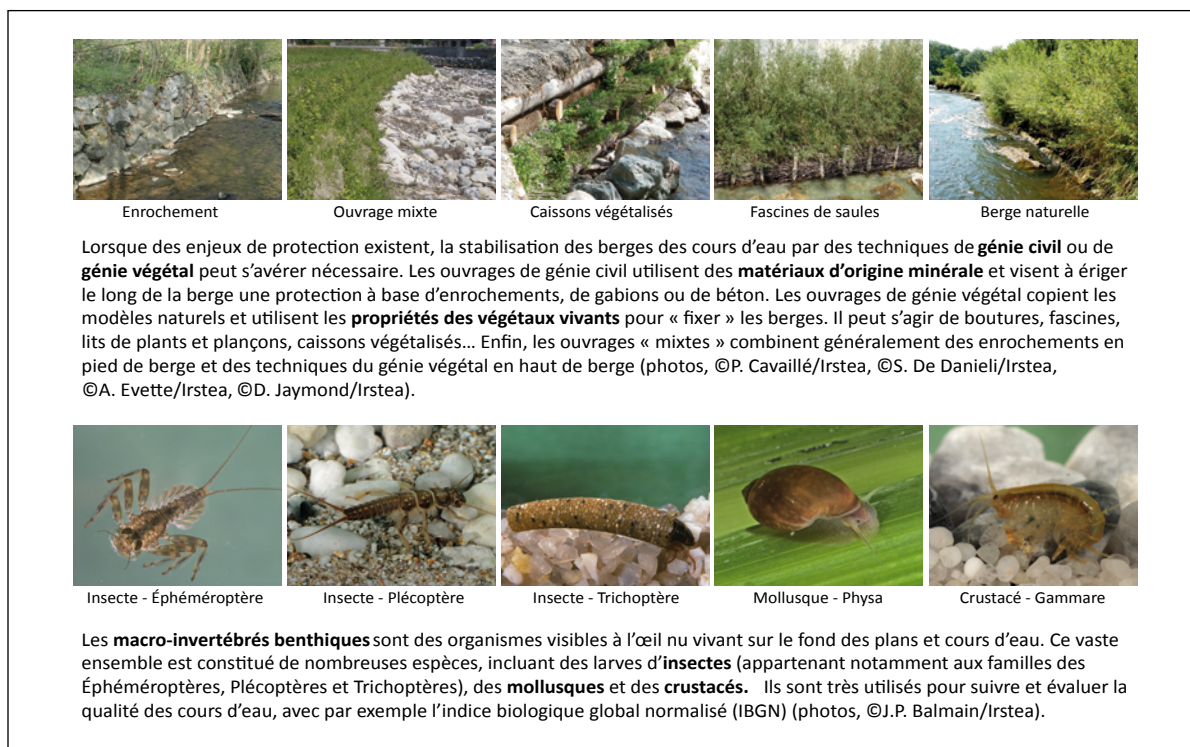 Enrochement
Ouvrage mixte
Caissons végétalisés
Fascines de saules
Berge naturelle
Lorsque des enjeux de protection existent, la stabilisation des berges des cours d'eau par des techniques de génie civil ou de
génie végétal peut s'avérer nécessaire. Les ouvrages de génie civil utilisent des matériaux d'origine minérale et visent à ériger
le long de la berge une protection à base d'enrochements, de gabions ou de béton. Les ouvrages de génie végétal copient les
modèles naturels et utilisent les propriétés des végétaux vivants pour « fixer » les berges. Il peut s'agir de boutures, fascines,
lits de plants et plançons, caissons végétalisés... Enfin, les ouvrages « mixtes » combinent généralement des enrochements en
pied de berge et des techniques du génie végétal en haut de berge (photos, ©P. Cavaillé/Irstea, ©S. De Danieli/Irstea,
©A. Evette/Irstea, ©D. Jaymond/Irstea).
Insecte - Éphéméroptère
Insecte - Plécoptère
Insecte - Trichoptère
Mollusque - Physa
Crustacé - Gammare
Les macro-invertébrés benthiques sont des organismes visibles à l'œil nu vivant sur le fond des plans et cours d'eau. Ce vaste
ensemble est constitué de nombreuses espèces, incluant des larves d'insectes (appartenant notamment aux familles des
Éphéméroptères, Plécoptères et Trichoptères), des mollusques et des crustacés. Ils sont très utilisés pour suivre et évaluer la
qualité des cours d'eau, avec par exemple l'indice biologique global normalisé (IBGN) (photos, ©J.P. Balmain/Irstea).